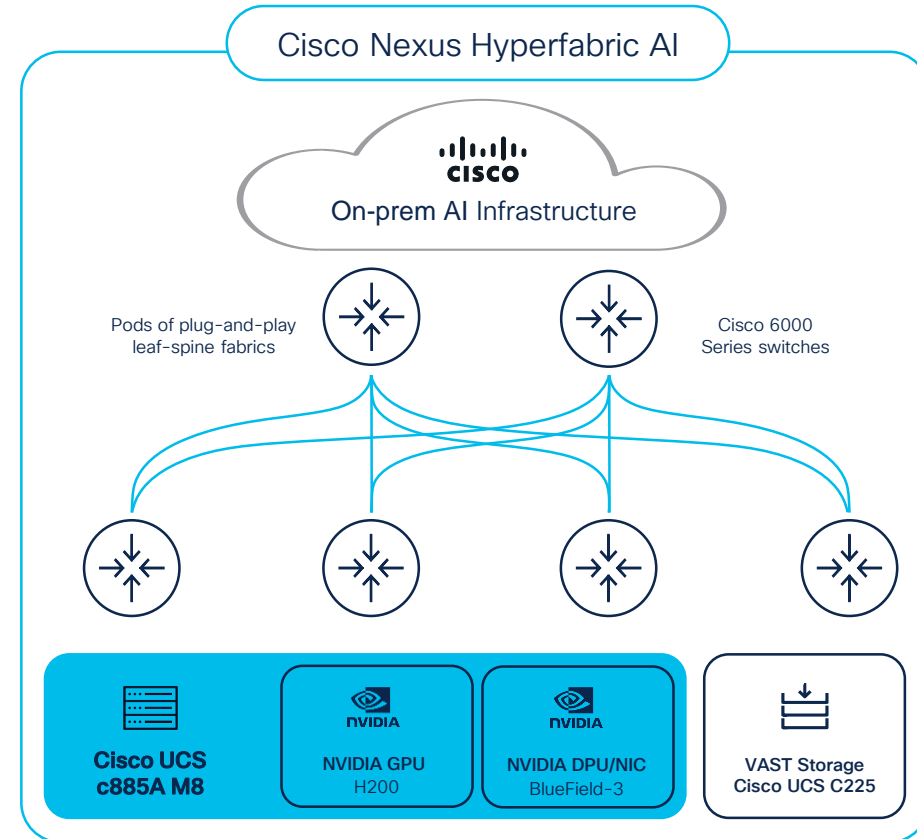 Cisco Nexus Hyperfabric AI
CISCO
On-prem AI Infrastructure
Pods of plug-and-play
leaf-spine fabrics
Cisco 6000
Series switches
Cisco UCS
c885A M8
NVIDIA
NVIDIA GPU
H200
NVIDIA
NVIDIA DPU/NIC
BlueField-3
VAST Storage
Cisco UCS C225